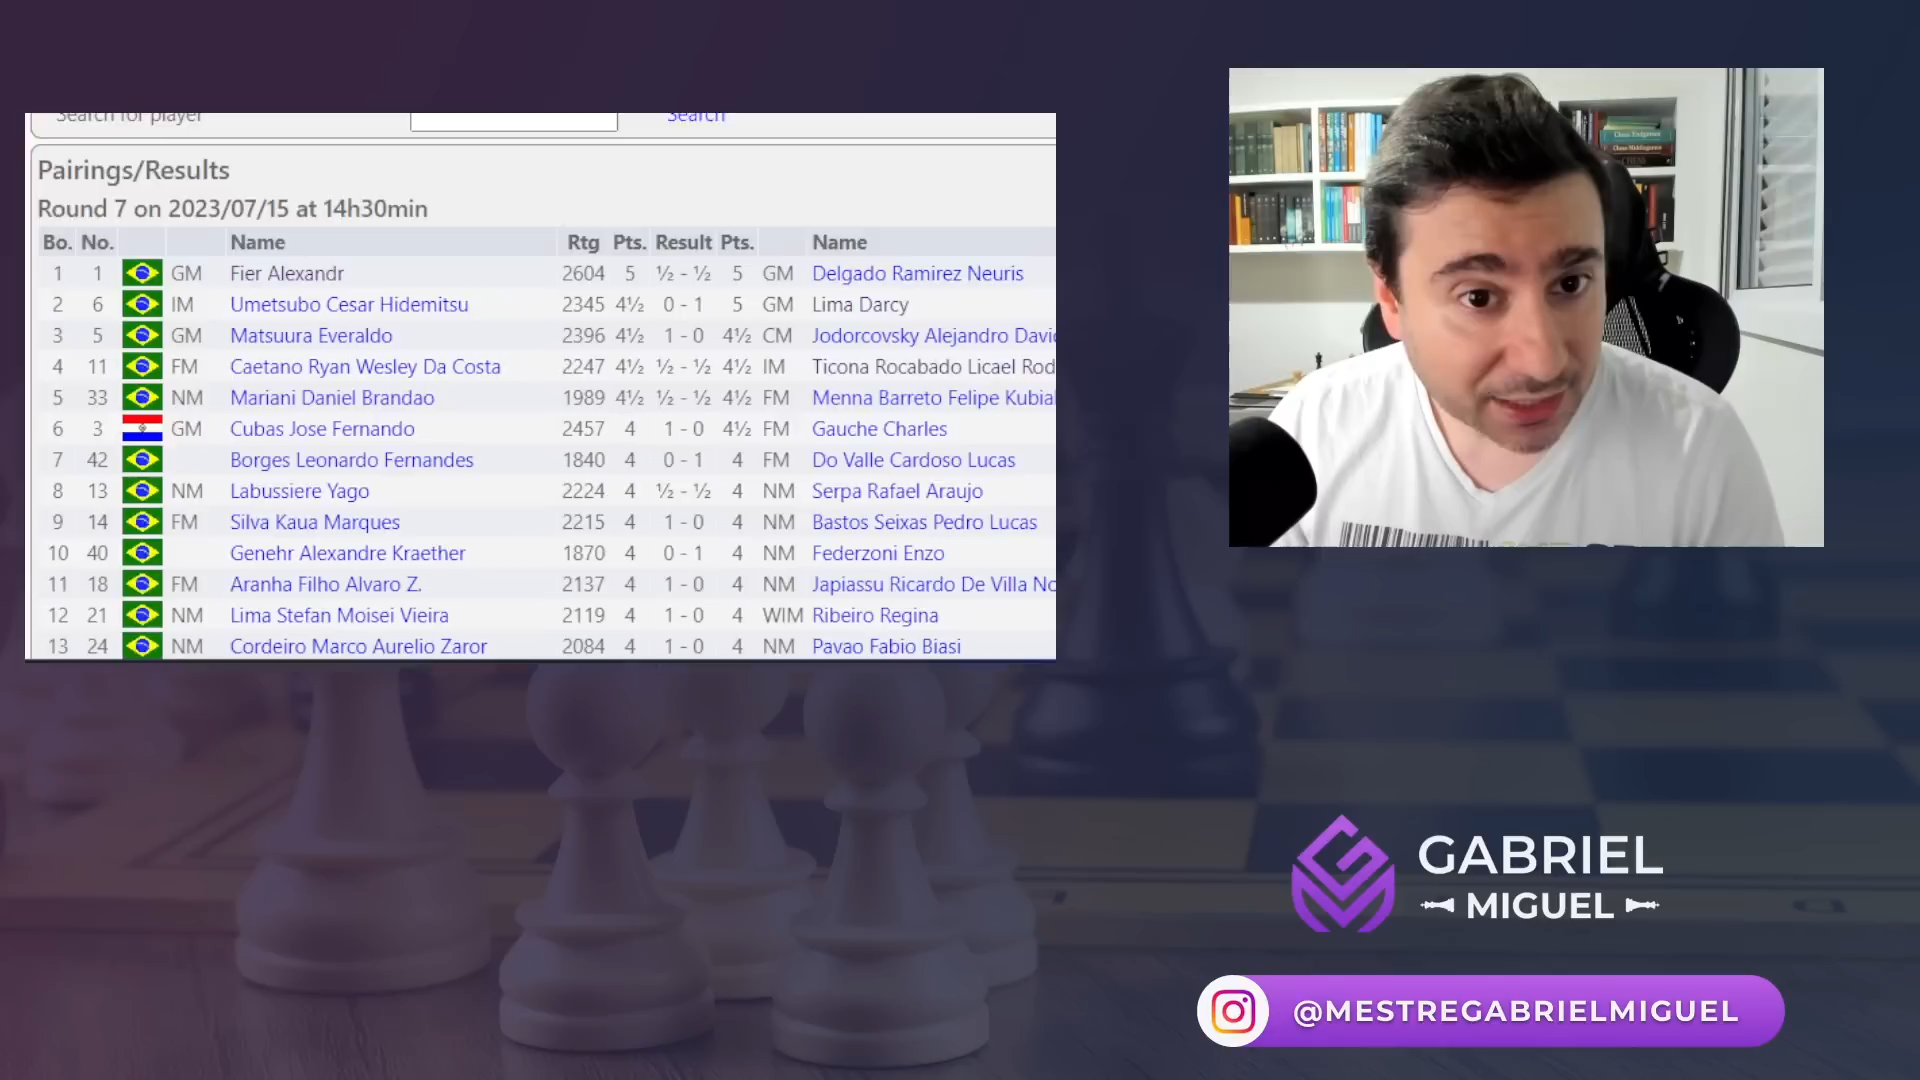 Search for player Search
Pairings/Results
Round 7 on 2023/07/15 at 14h30min
Bo. No. Name Rtg Pts. Result Pts. Name
1 1 GM Fier Alexandr 2604 5 ½ - ½ 5 GM Delgado Ramirez Neuris
2 6 IM Umetsubo Cesar Hidemitsu 2345 4½ 0 - 1 5 GM Lima Darcy
3 5 GM Matsuura Everaldo 2396 4½ 1 - 0 4½ CM Jodorcovsky Alejandro Davi
4 11 FM Caetano Ryan Wesley Da Costa 2247 4½ ½ - ½ 4½ IM Ticona Rocabado Licael Rod
5 33 NM Mariani Daniel Brandao 1989 4½ ½ - ½ 4½ FM Menna Barreto Felipe Kubia
6 3 GM Cubas Jose Fernando 2457 4 1 - 0 4½ FM Gauche Charles
7 42 Borges Leonardo Fernandes 1840 4 0 - 1 4 FM Do Valle Cardoso Lucas
8 13 NM Labussiere Yago 2224 4 ½ - ½ 4 NM Serpa Rafael Araujo
9 14 FM Silva Kaua Marques 2215 4 1 - 0 4 NM Bastos Seixas Pedro Lucas
10 40 Genehr Alexandre Kraether 1870 4 0 - 1 4 NM Federzoni Enzo
11 18 FM Aranha Filho Alvaro Z. 2137 4 1 - 0 4 NM Japiassu Ricardo De Villa No
12 21 NM Lima Stefan Moisei Vieira 2119 4 1 - 0 4 WIM Ribeiro Regina
13 24 NM Cordeiro Marco Aurelio Zaror 2084 4 1 - 0 4 NM Pavao Fabio Biasi
GABRIEL
MIGUEL
@MESTREGABRIELMIGUEL